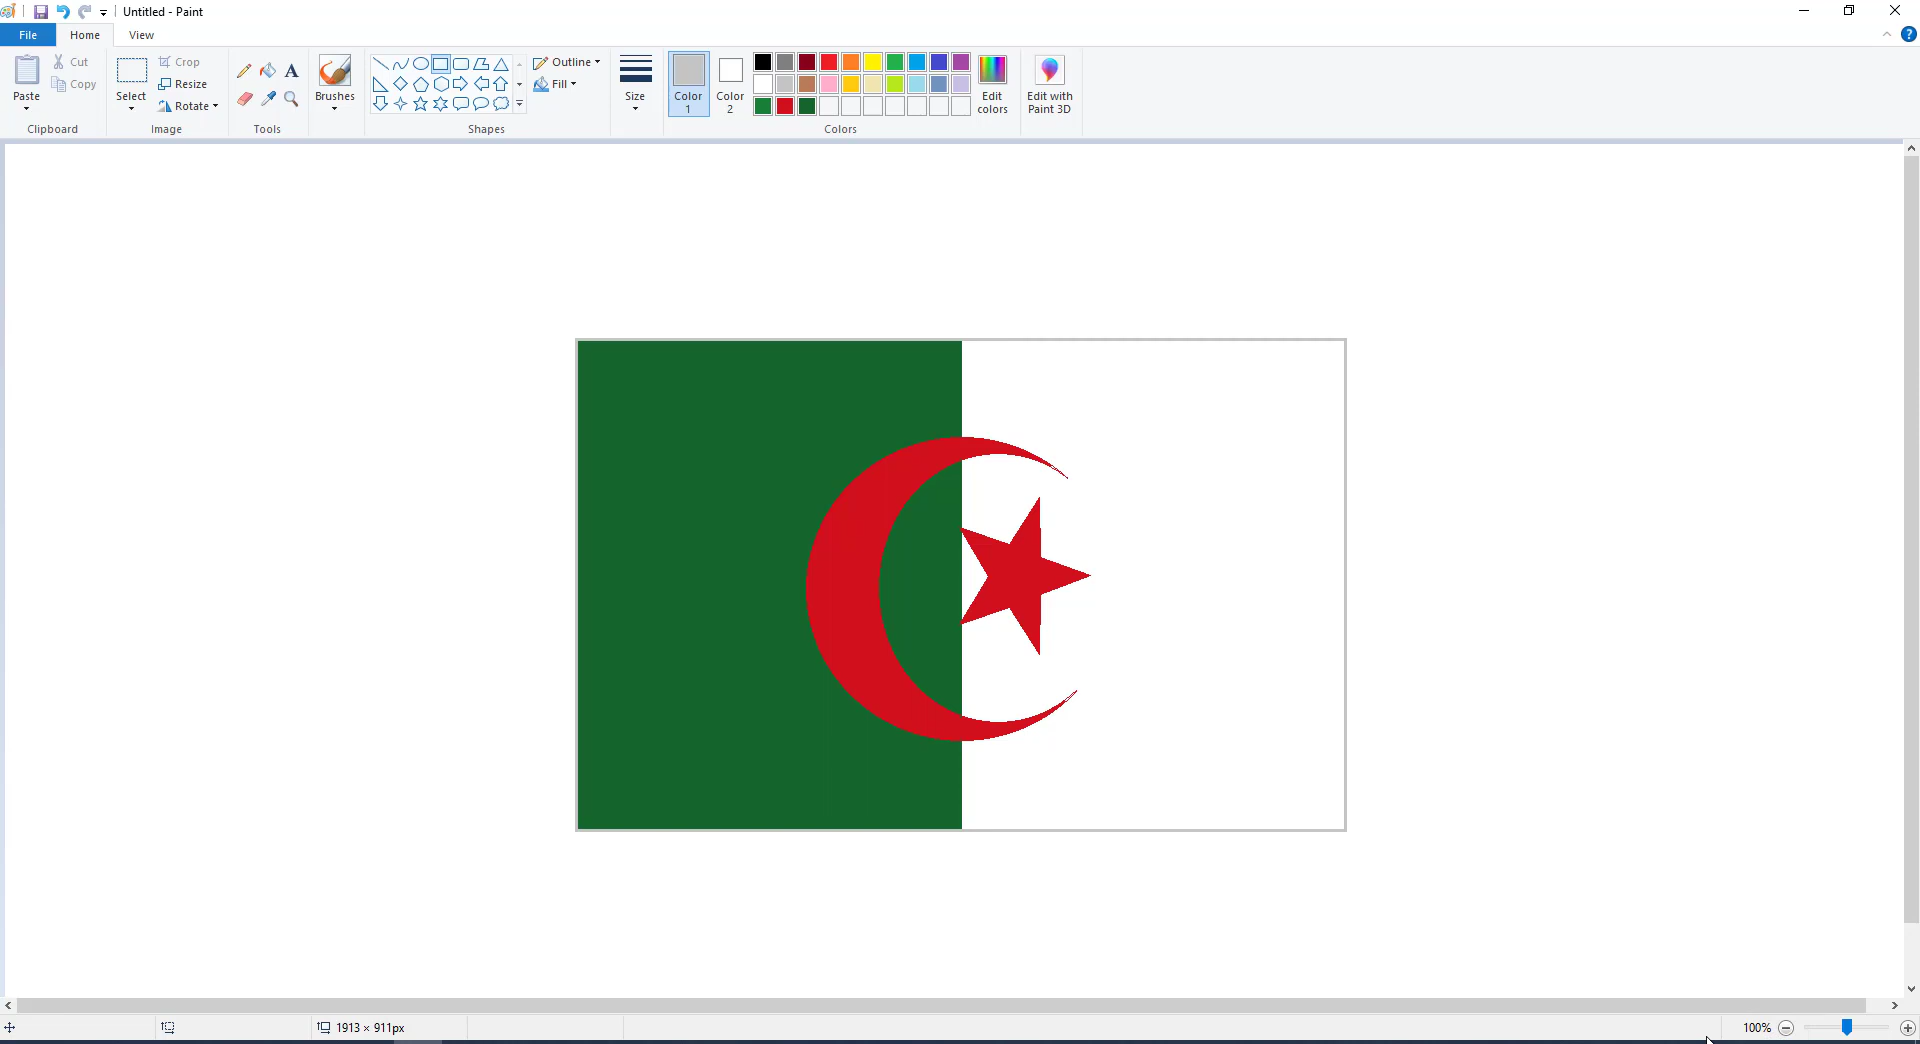 Untitled - Paint
File Home View
Paste
Cut
Copy
Clipboard
Select
Crop
Resize
Rotate
Image
A
Tools
Brushes
Outline
Fill
Shapes
Size
Color 1
Color 2
Edit colors
Colors
Edit with Paint 3D
?
1913 × 911px
100%